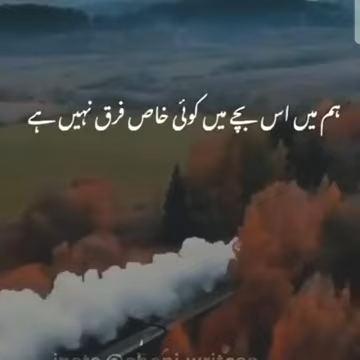 ہم میں اس بچے میں کوئی خاص فرق نہیں ہے